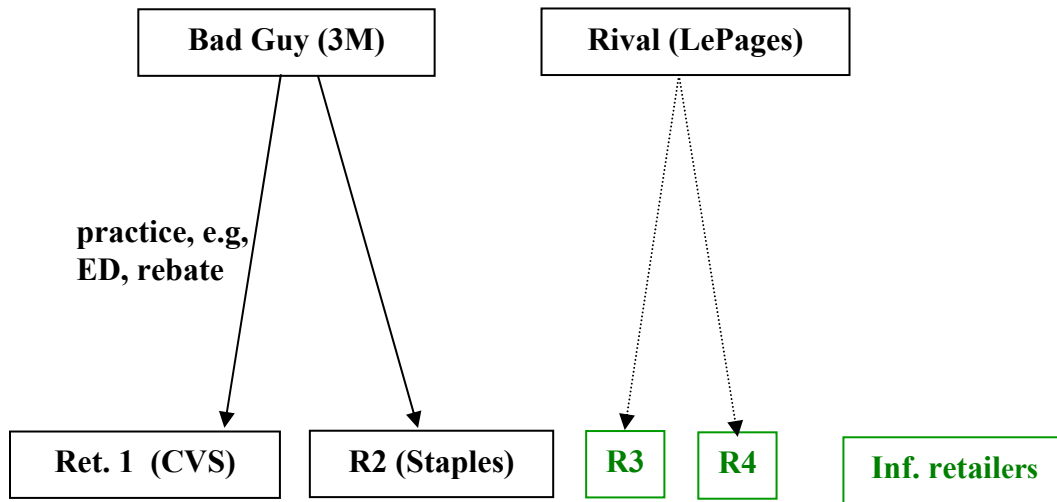 Bad Guy (3M)
Rival (LePages)
practice, e.g,
ED, rebate
Ret. 1 (CVS)
R2 (Staples)
R3
R4
Inf. retailers